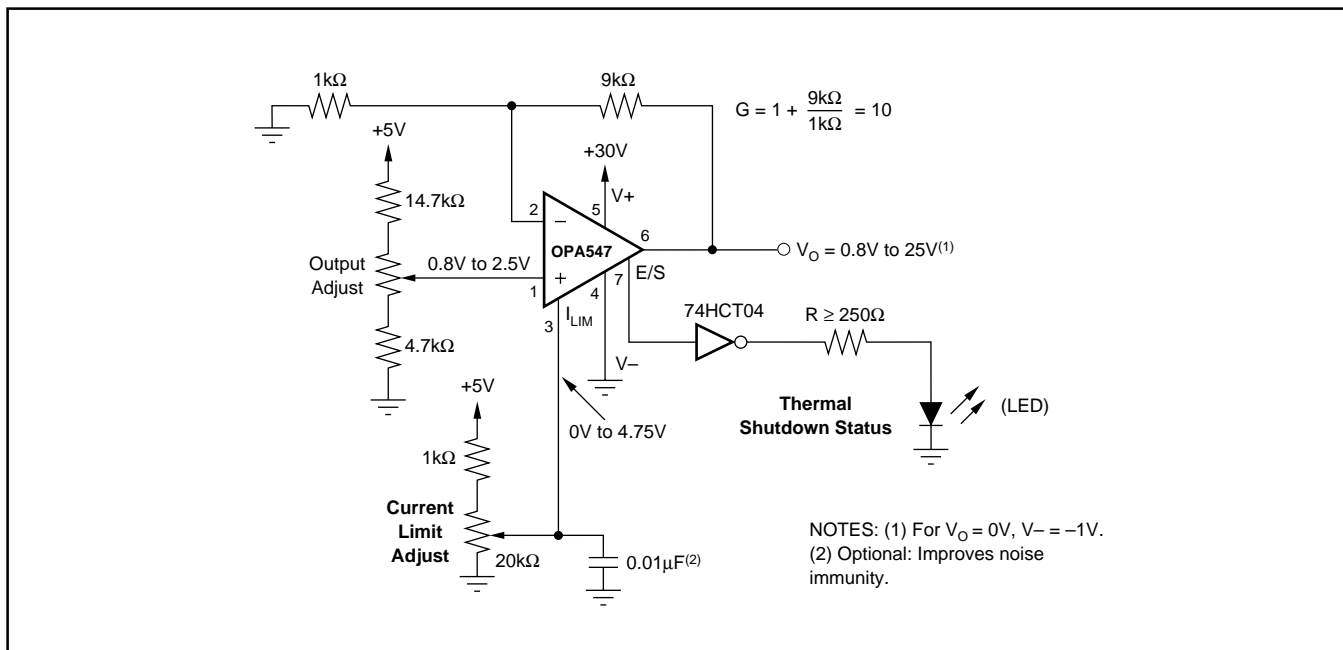 1kΩ
9kΩ
G = 1 + 9kΩ/1kΩ = 10
+5V
14.7kΩ
Output
Adjust
4.7kΩ
0.8V to 2.5V
+30V
V+
2
5
–
OPA547
+
1
4
6
7
E/S
I_LIM
3
V–
V_O = 0.8V to 25V(1)
74HCT04
R ≥ 250Ω
Thermal
Shutdown Status
(LED)
0V to 4.75V
+5V
1kΩ
Current
Limit
Adjust
20kΩ
0.01µF(2)
NOTES: (1) For V_O = 0V, V– = –1V.
(2) Optional: Improves noise
immunity.